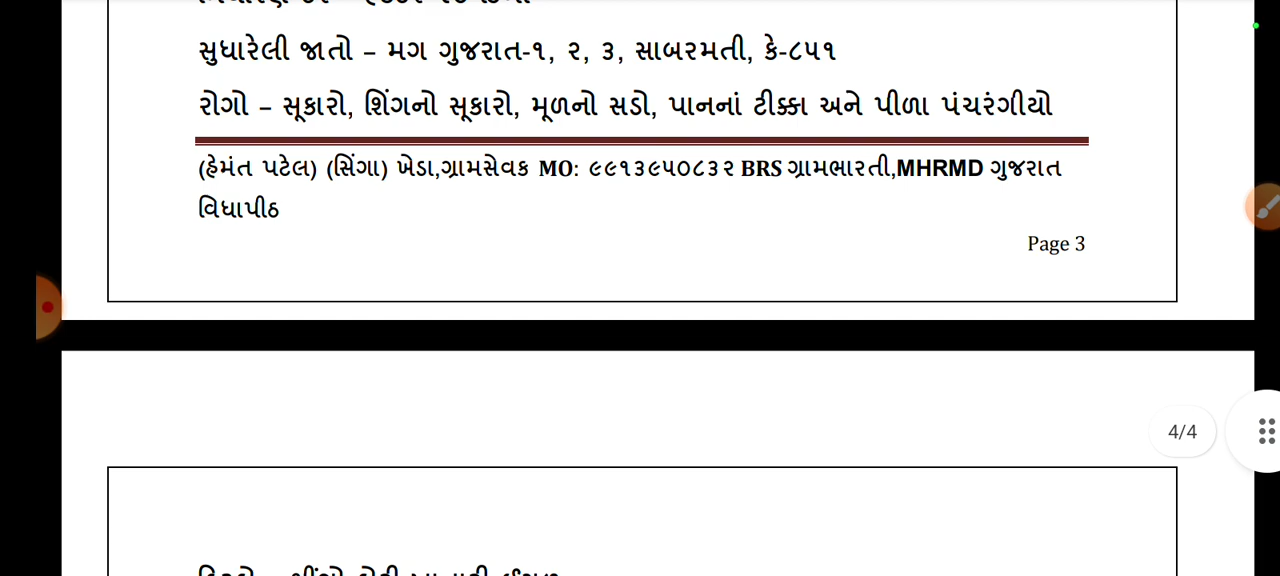 સુધારેલી જાતો – મગ ગુજરાત-૧, ૨, ૩, સાબરમતી, કે-૮૫૧
રોગો – સૂકારો, શિંગનો સૂકારો, મૂળનો સડો, પાનનાં ટીક્કા અને પીળા પંચરંગીયો
(હેમંત પટેલ) (સિંગા) ખેડા,ગ્રામસેવક MO: ૯૯૧૩૯૫૦૮૩૨ BRS ગ્રામભારતી,MHRMD ગુજરાત
વિધાપીઠ
Page 3
4/4